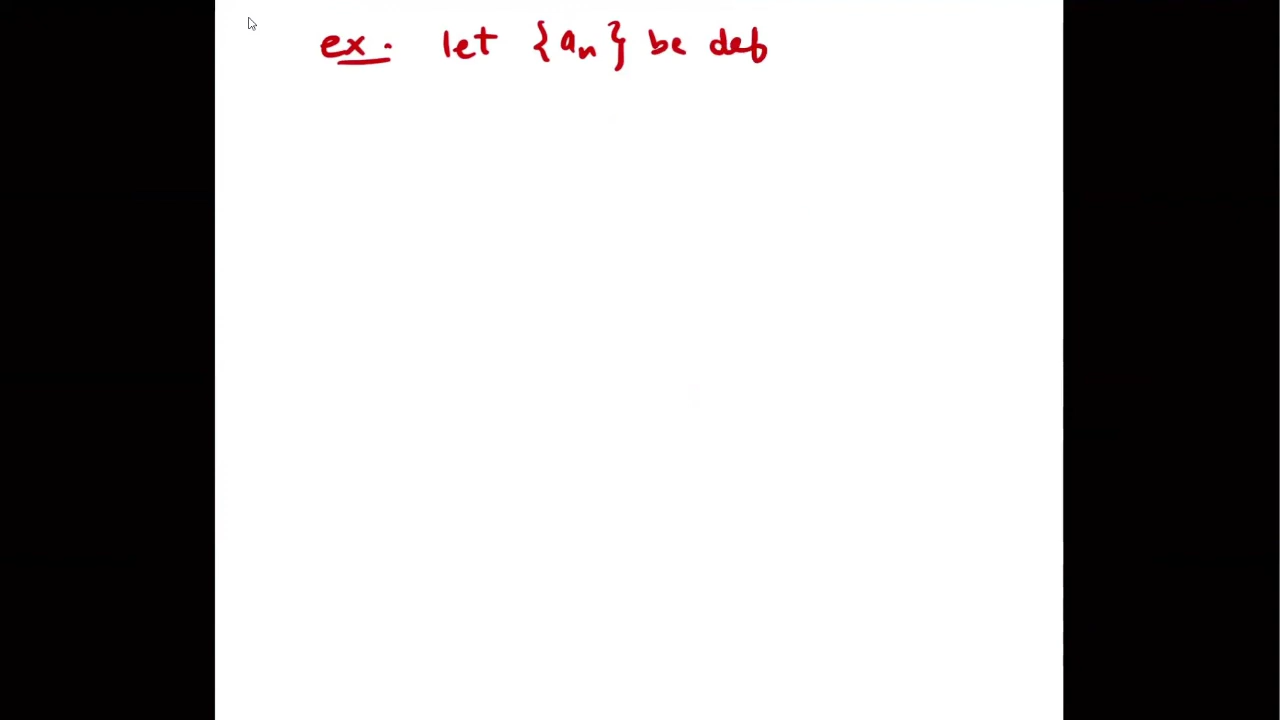 ex. let {aₙ} be def